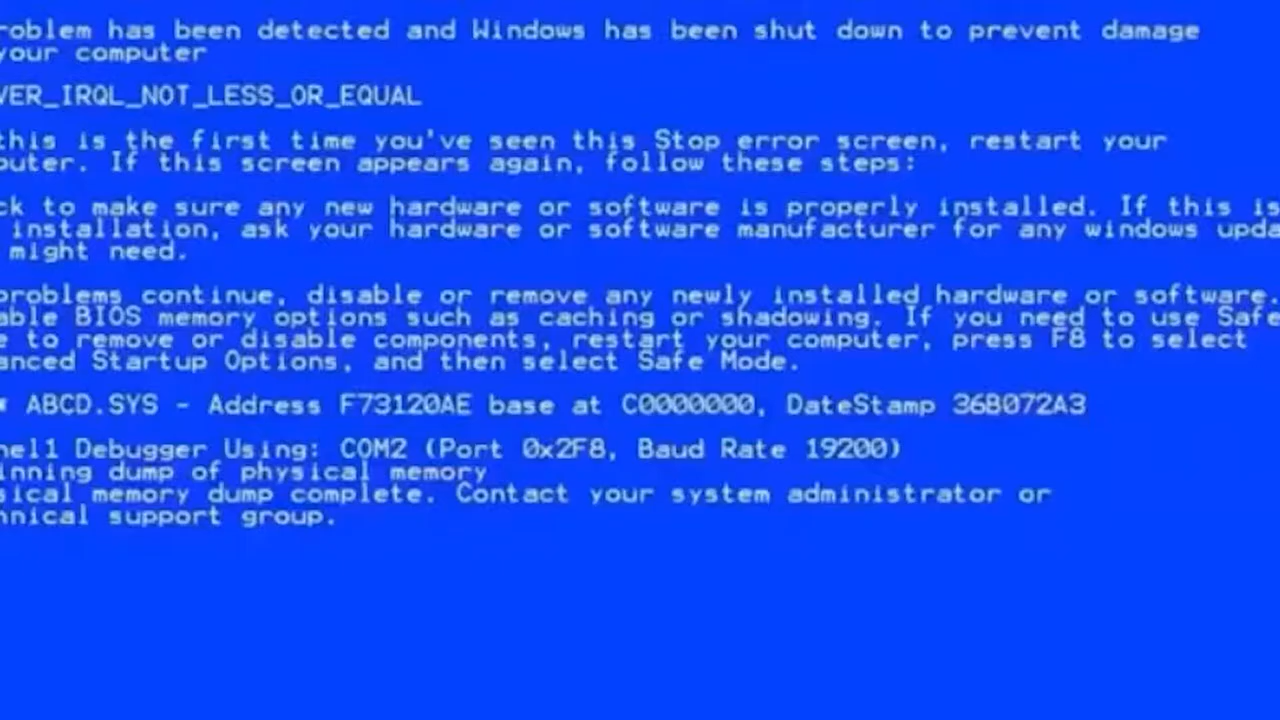 roblem has been detected and Windows has been shut down to prevent damage
your computer
VER_IRQL_NOT_LESS_OR_EQUAL
this is the first time you've seen this Stop error screen, restart your
puter. If this screen appears again, follow these steps:
ck to make sure any new hardware or software is properly installed. If this is
installation, ask your hardware or software manufacturer for any windows upda
might need.
problems continue, disable or remove any newly installed hardware or software.
able BIOS memory options such as caching or shadowing. If you need to use Safe
e to remove or disable components, restart your computer, press F8 to select
anced Startup Options, and then select Safe Mode.
* ABCD.SYS - Address F73120AE base at C0000000, DateStamp 36B072A3
nel1 Debugger Using: COM2 (Port 0x2F8, Baud Rate 19200)
inning dump of physical memory
sical memory dump complete. Contact your system administrator or
hnical support group.